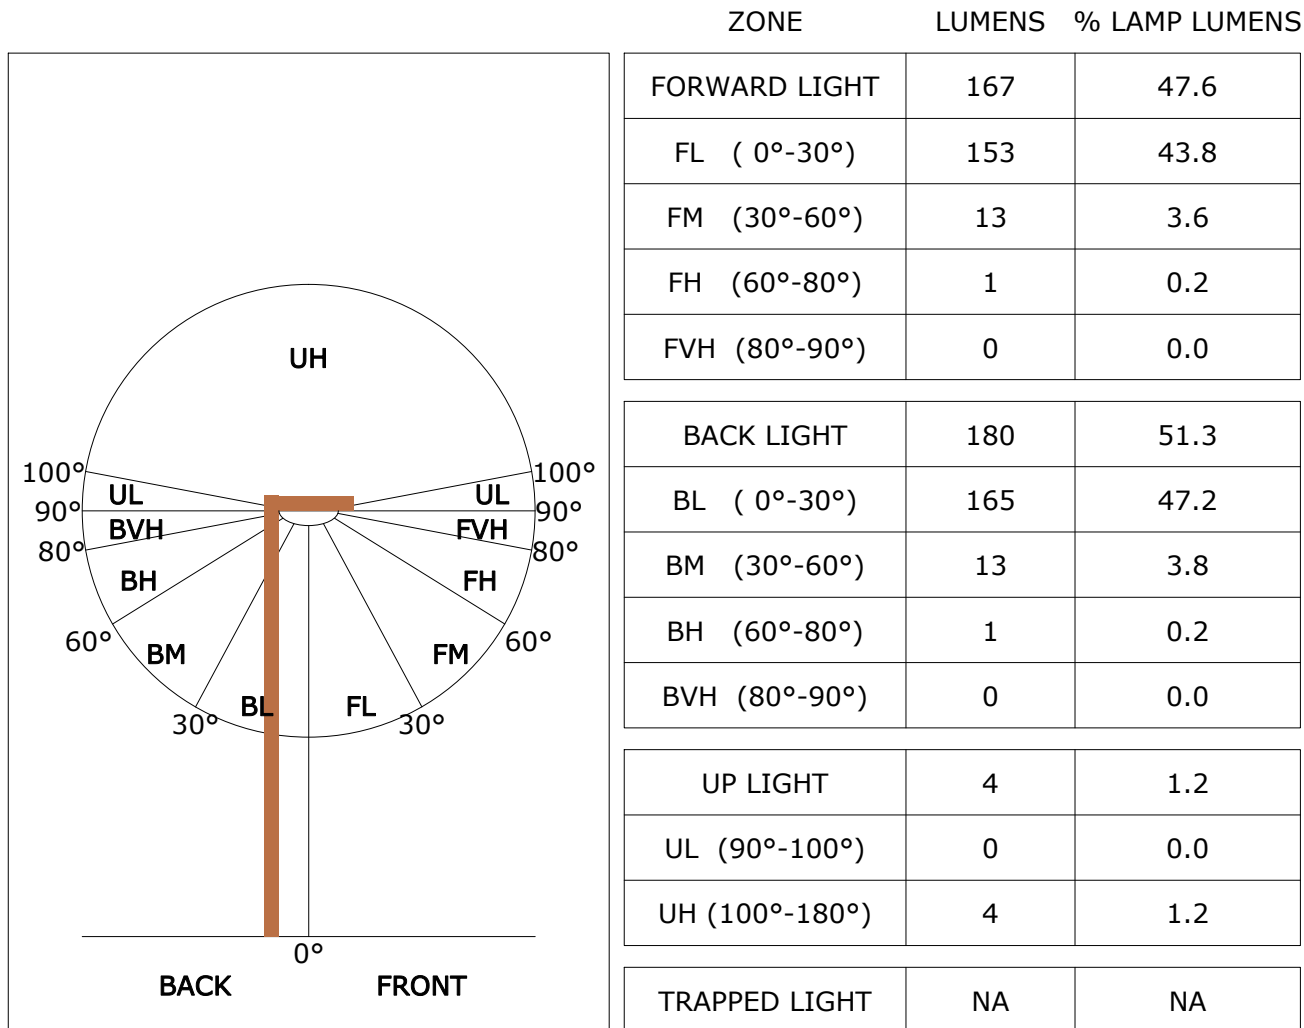 ZONE LUMENS % LAMP LUMENS
FORWARD LIGHT 167 47.6
FL ( 0°-30°) 153 43.8
FM (30°-60°) 13 3.6
FH (60°-80°) 1 0.2
FVH (80°-90°) 0 0.0
BACK LIGHT 180 51.3
BL ( 0°-30°) 165 47.2
BM (30°-60°) 13 3.8
BH (60°-80°) 1 0.2
BVH (80°-90°) 0 0.0
UP LIGHT 4 1.2
UL (90°-100°) 0 0.0
UH (100°-180°) 4 1.2
TRAPPED LIGHT NA NA
UH
100° 100°
UL UL
90° 90°
BVH FVH
80° 80°
BH FH
60° 60°
BM FM
BL FL
30° 30°
0°
BACK FRONT